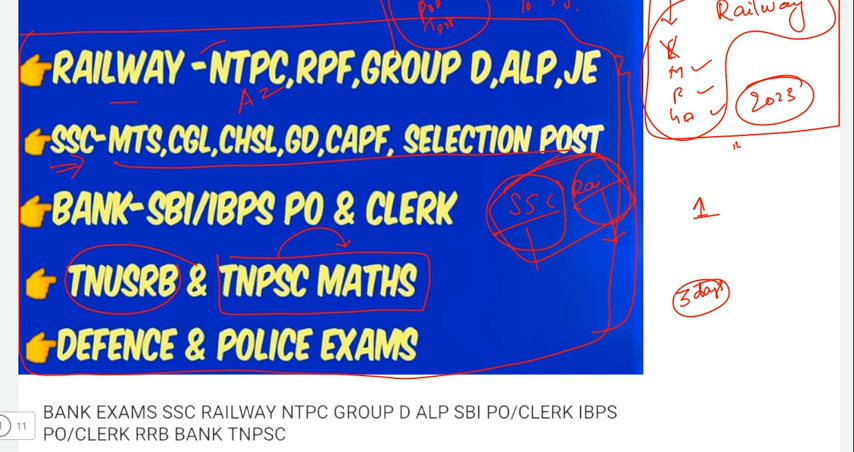 Railway
RAILWAY -NTPC,RPF,GROUP D,ALP,JE
M
R
2023
SSC-MTS,CGL,CHSL,GD,CAPF, SELECTION POST
BANK-SBI/IBPS PO & CLERK
SSC
1
TNUSRB & TNPSC MATHS
3 days
DEFENCE & POLICE EXAMS
11
BANK EXAMS SSC RAILWAY NTPC GROUP D ALP SBI PO/CLERK IBPS
PO/CLERK RRB BANK TNPSC